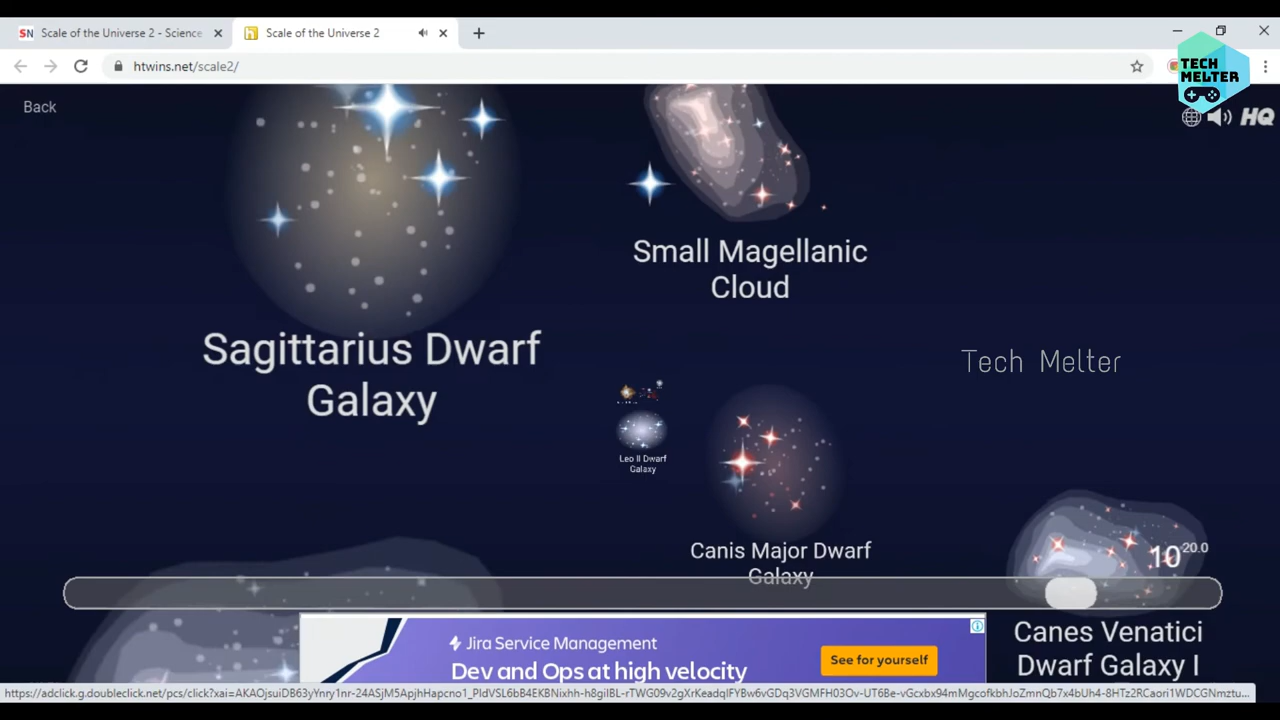 SN Scale of the Universe 2 - Science
Scale of the Universe 2
htwins.net/scale2/
TECH
MELTER
Back
HQ
Small Magellanic
Cloud
Sagittarius Dwarf
Galaxy
Tech Melter
Leo II Dwarf
Galaxy
Canis Major Dwarf
Galaxy
10^20.0
Canes Venatici
Dwarf Galaxy I
Jira Service Management
Dev and Ops at high velocity
See for yourself